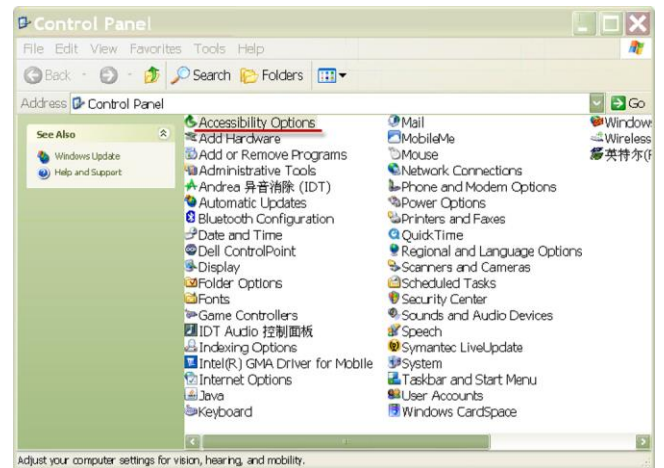 Control Panel
File Edit View Favorites Tools Help
Back Search Folders
Address Control Panel Go
See Also
Windows Update
Help and Support
Accessibility Options
Add Hardware
Add or Remove Programs
Administrative Tools
Andrea 异音消除 (IDT)
Automatic Updates
Bluetooth Configuration
Date and Time
Dell ControlPoint
Display
Folder Options
Fonts
Game Controllers
IDT Audio 控制面板
Indexing Options
Intel(R) GMA Driver for Mobile
Internet Options
Java
Keyboard
Mail
MobileMe
Mouse
Network Connections
Phone and Modem Options
Power Options
Printers and Faxes
QuickTime
Regional and Language Options
Scanners and Cameras
Scheduled Tasks
Security Center
Sounds and Audio Devices
Speech
Symantec LiveUpdate
System
Taskbar and Start Menu
User Accounts
Windows CardSpace
Window
Wireless
英特尔(
Adjust your computer settings for vision, hearing, and mobility.